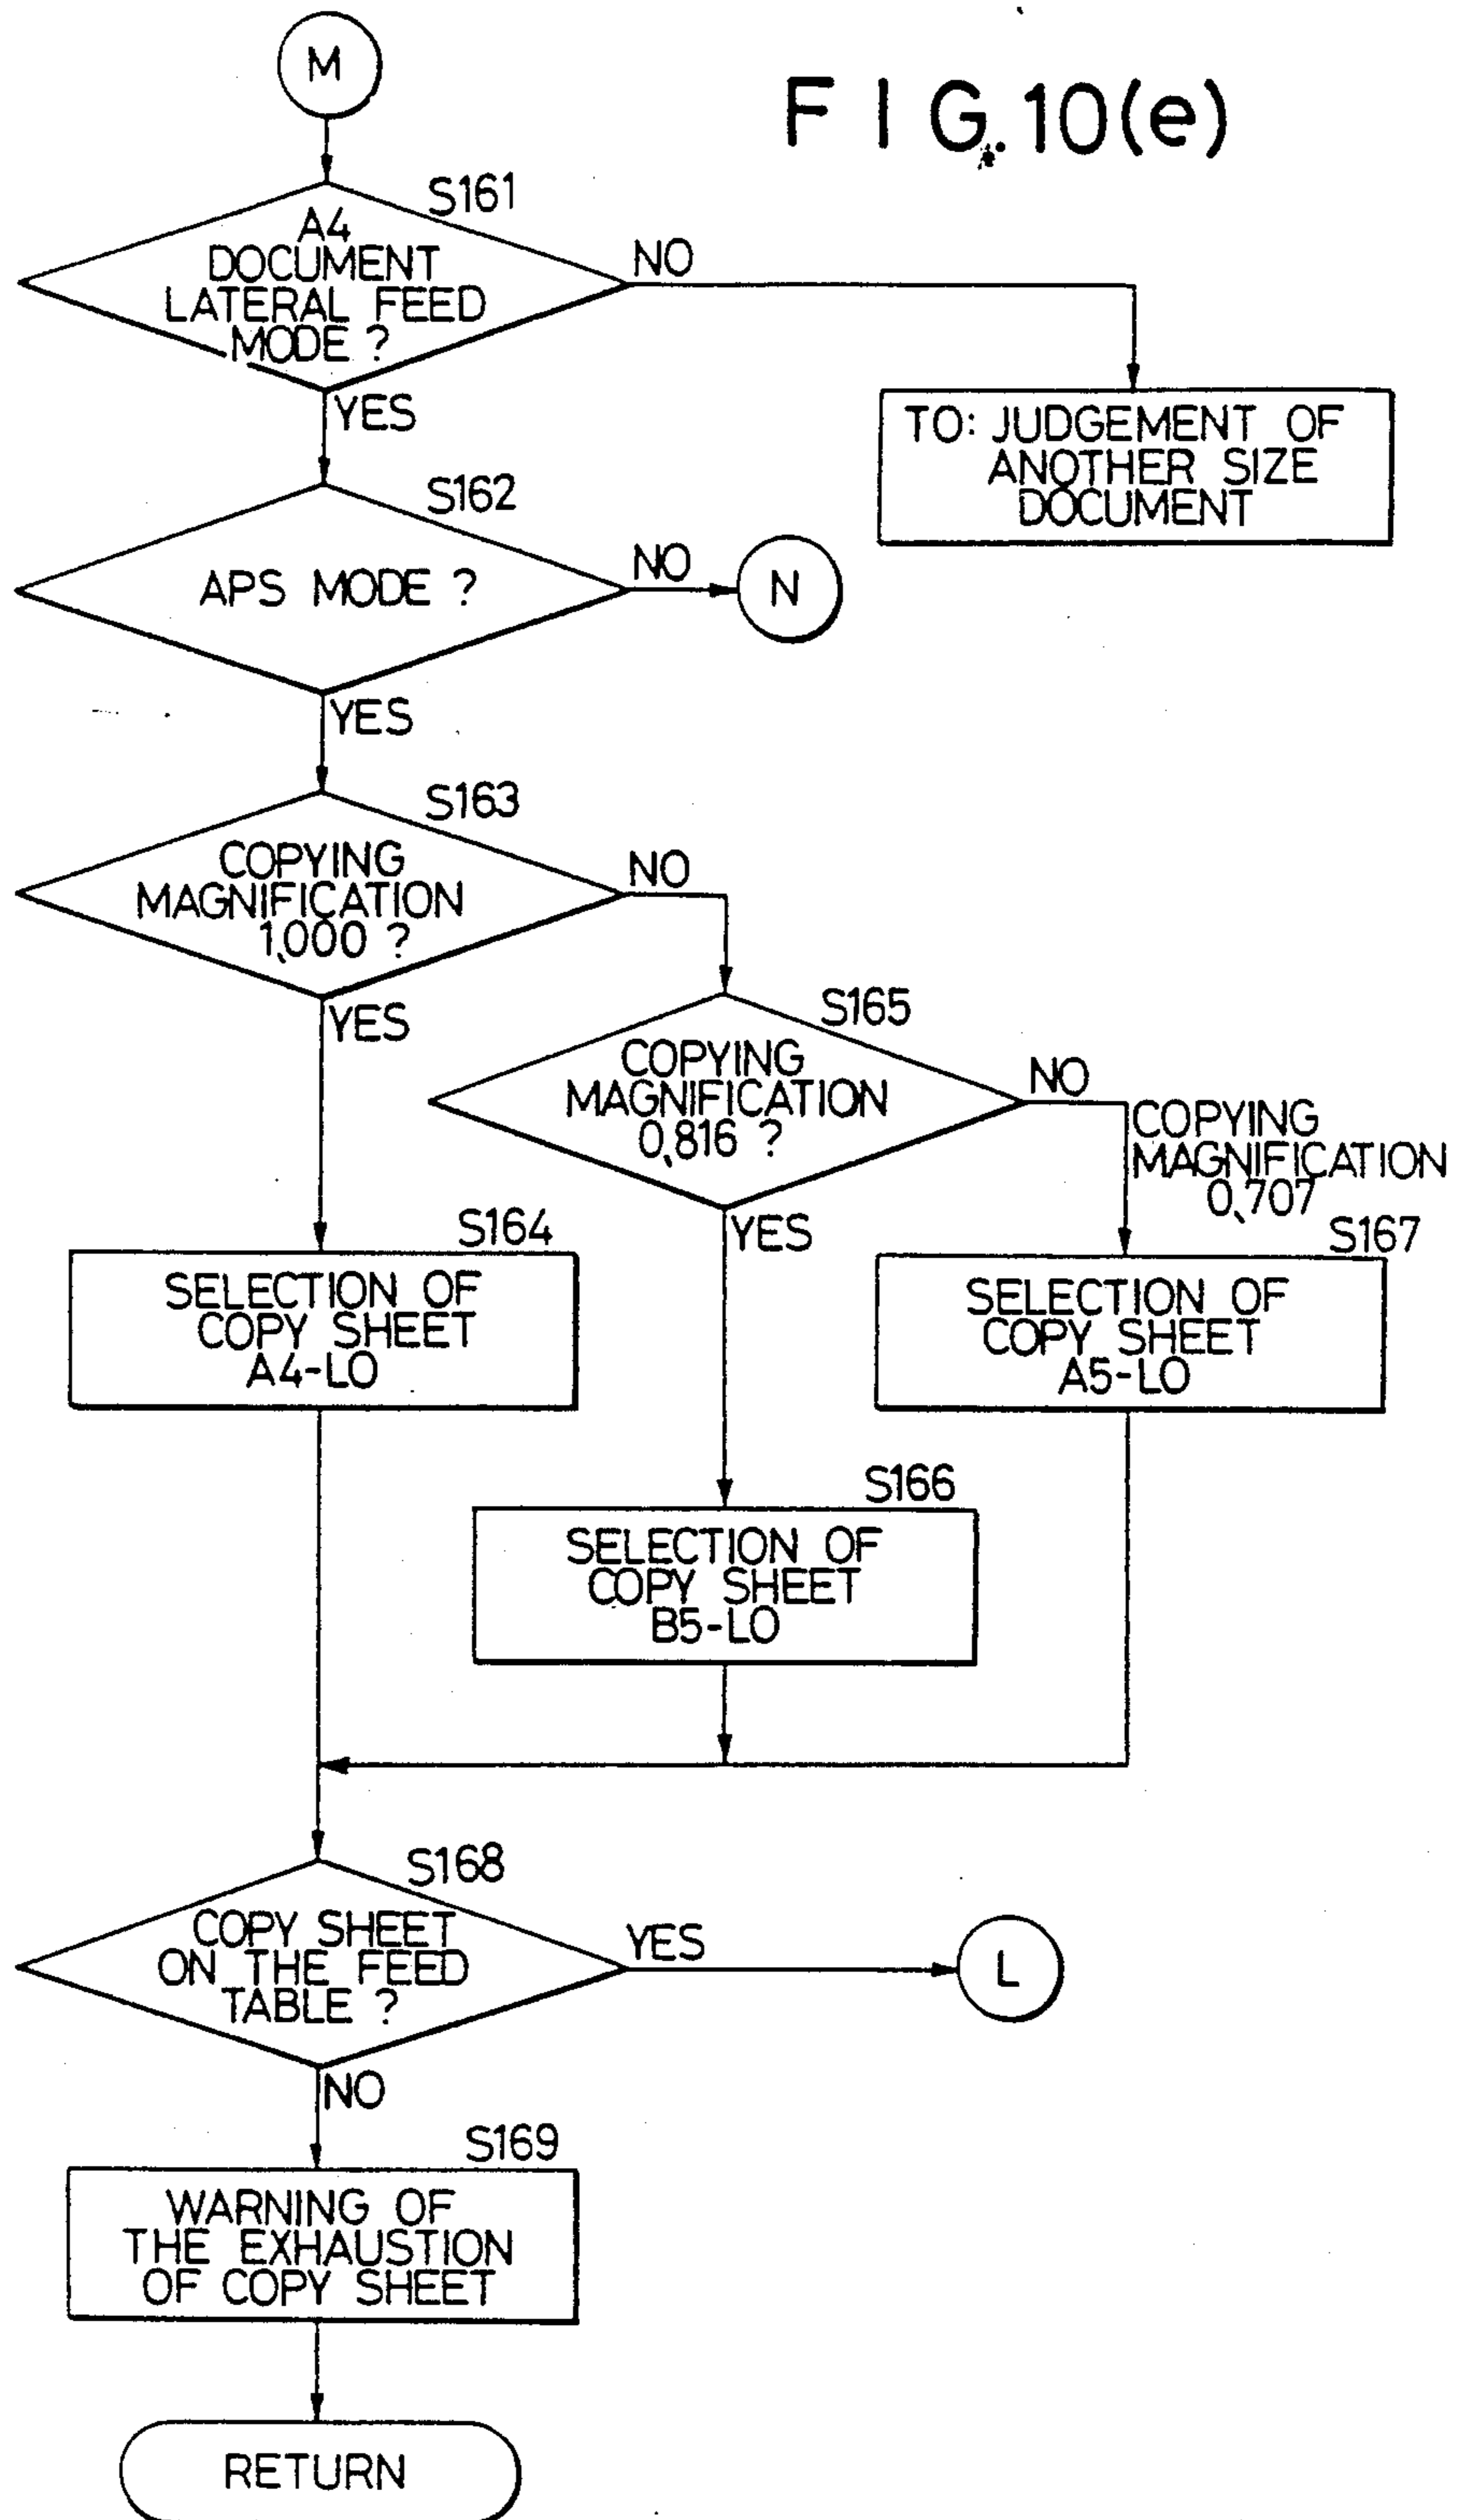 M
FIG.10(e)
S161
A4
DOCUMENT
LATERAL FEED
MODE ?
NO
YES
TO: JUDGEMENT OF
ANOTHER SIZE
DOCUMENT
S162
APS MODE ?
NO
N
YES
S163
COPYING
MAGNIFICATION
1.000 ?
NO
YES
S165
COPYING
MAGNIFICATION
0.816 ?
NO
COPYING
MAGNIFICATION
0.707
YES
S164
SELECTION OF
COPY SHEET
A4-LO
S167
SELECTION OF
COPY SHEET
A5-LO
S166
SELECTION OF
COPY SHEET
B5-LO
S168
COPY SHEET
ON THE FEED
TABLE ?
YES
L
NO
S169
WARNING OF
THE EXHAUSTION
OF COPY SHEET
RETURN